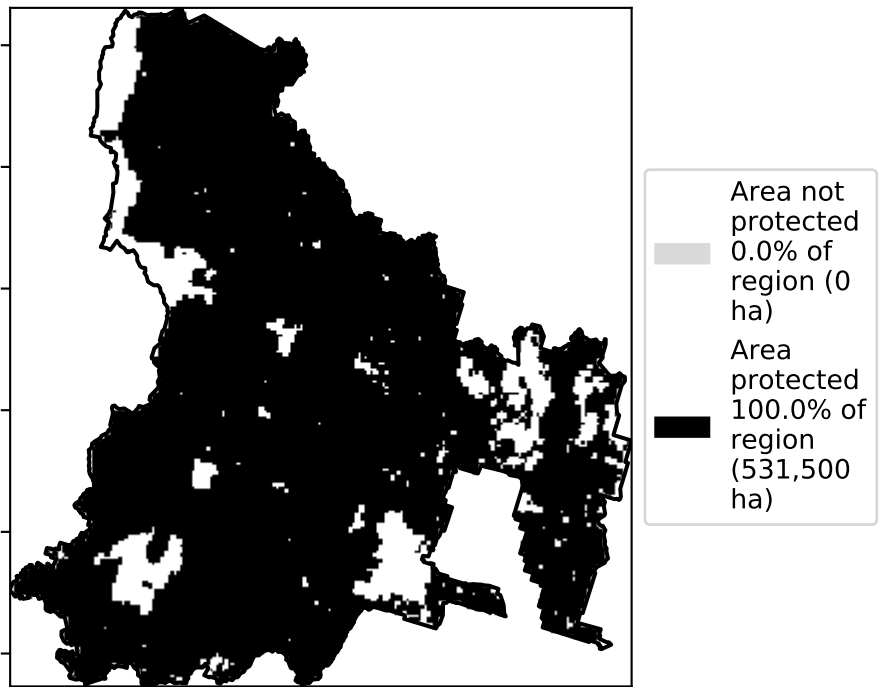 Area not
protected
0.0% of
region (0
ha)
Area
protected
100.0% of
region
(531,500
ha)